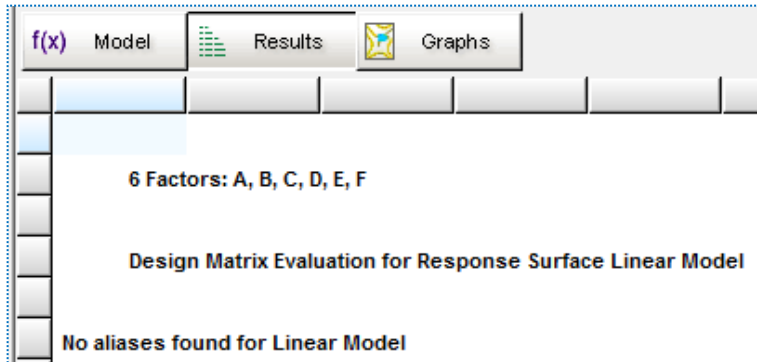 f(x) Model Results Graphs
6 Factors: A, B, C, D, E, F
Design Matrix Evaluation for Response Surface Linear Model
No aliases found for Linear Model